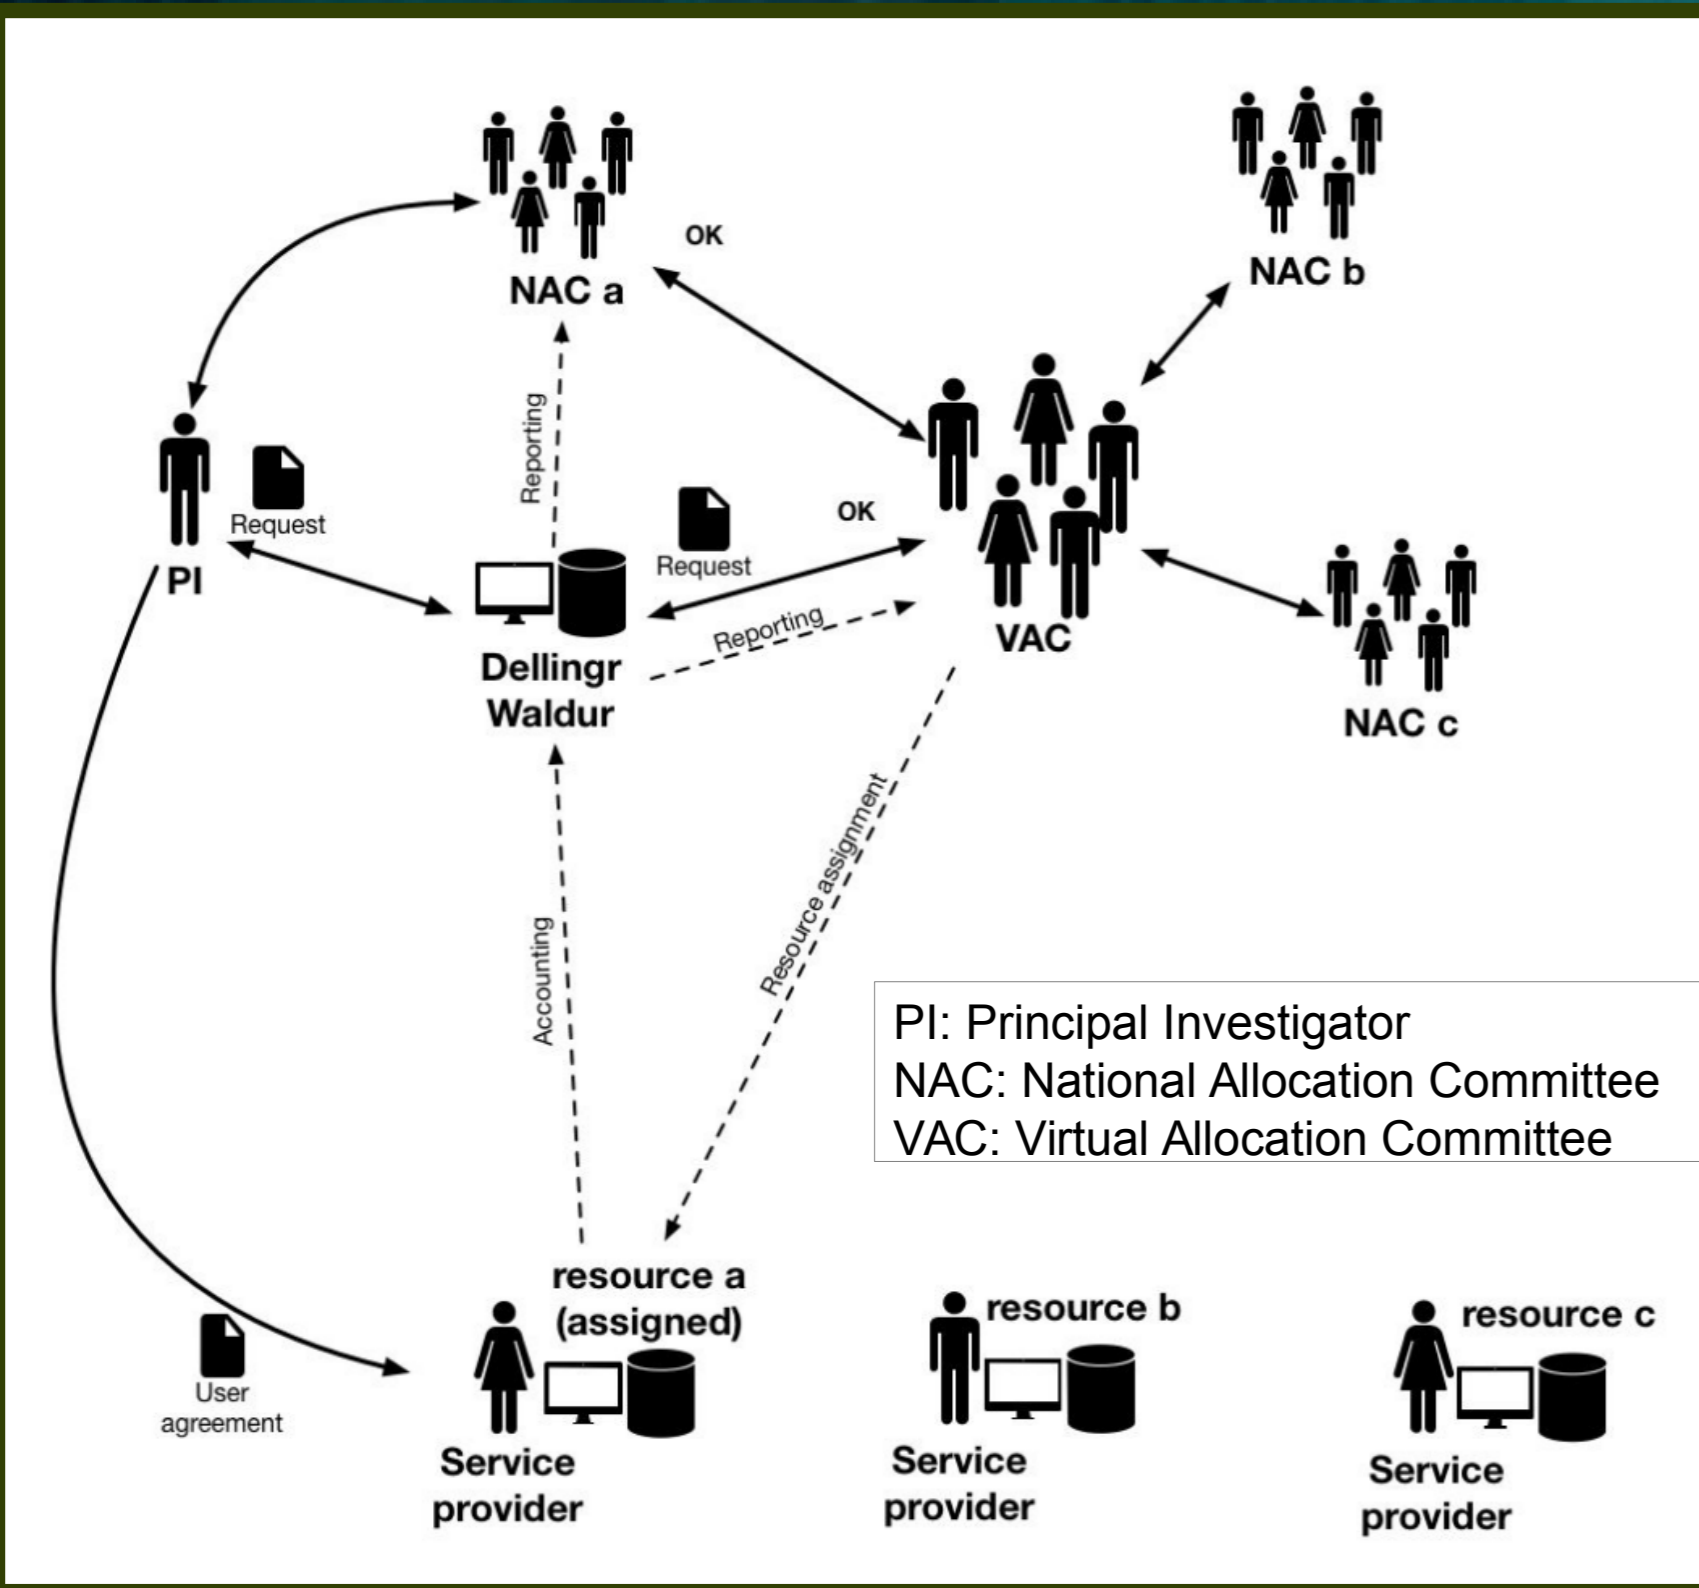 NAC b
OK
NAC a
Reporting
Request
PI
Request
OK
Reporting
VAC
Dellingr
Waldur
NAC c
Resource assignment
Accounting
PI: Principal Investigator
NAC: National Allocation Committee
VAC: Virtual Allocation Committee
resource a
(assigned)
resource b
resource c
User
agreement
Service
provider
Service
provider
Service
provider